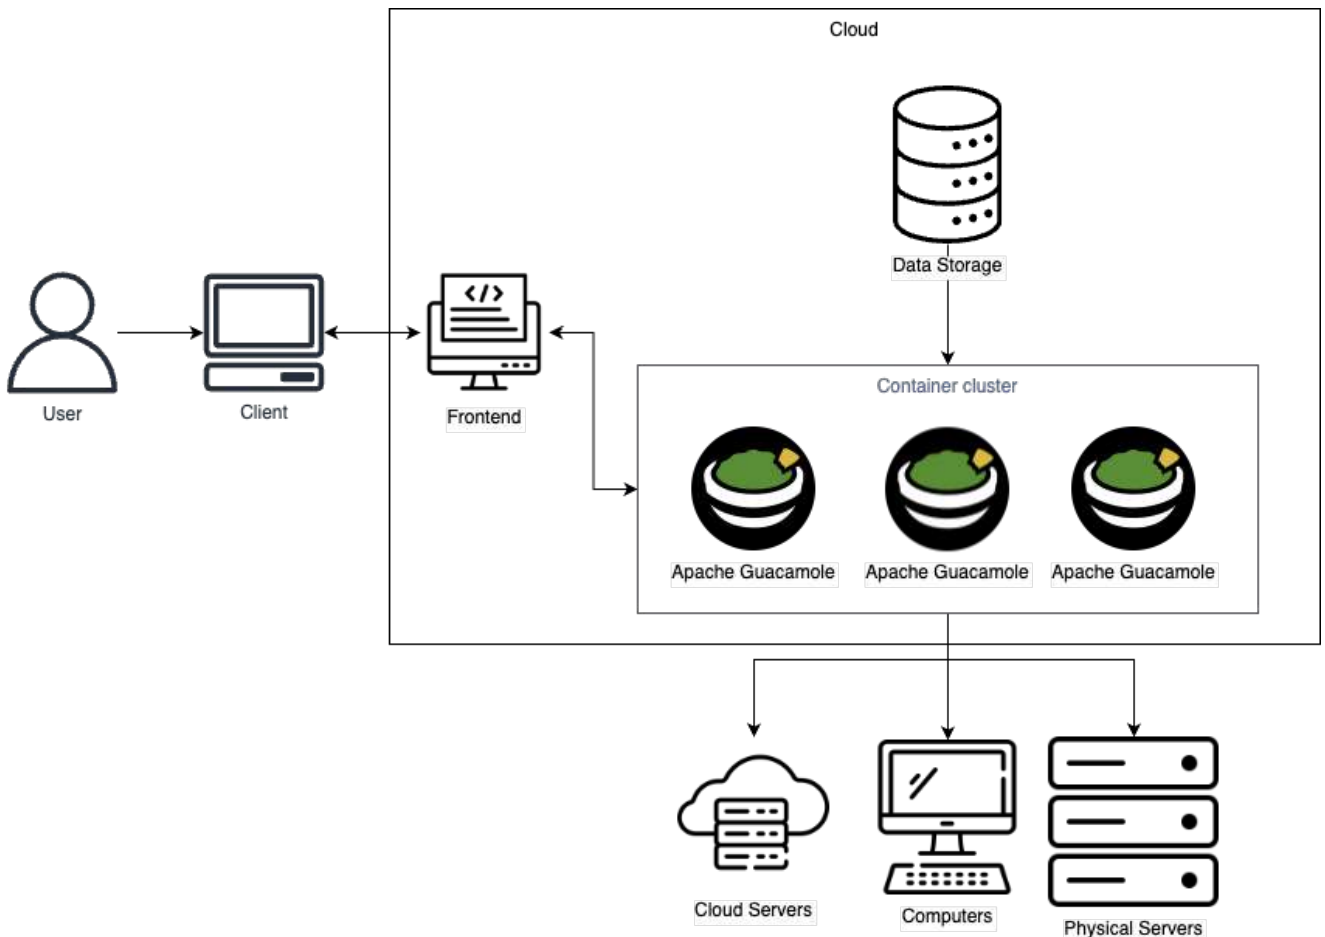 Cloud
Data Storage
</>
User
Client
Frontend
Container cluster
Apache Guacamole
Apache Guacamole
Apache Guacamole
Cloud Servers
Computers
Physical Servers